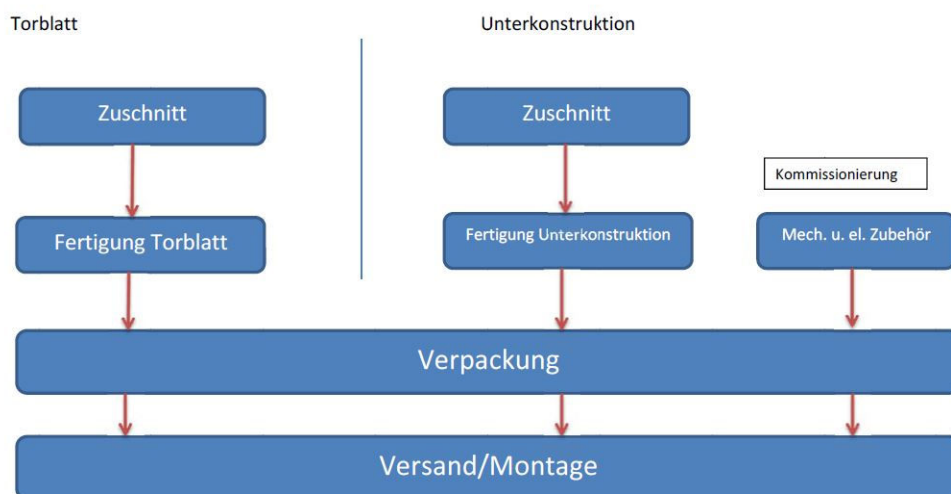 Torblatt
Unterkonstruktion
Zuschnitt
Zuschnitt
Kommissionierung
Fertigung Torblatt
Fertigung Unterkonstruktion
Mech. u. el. Zubehör
Verpackung
Versand/Montage